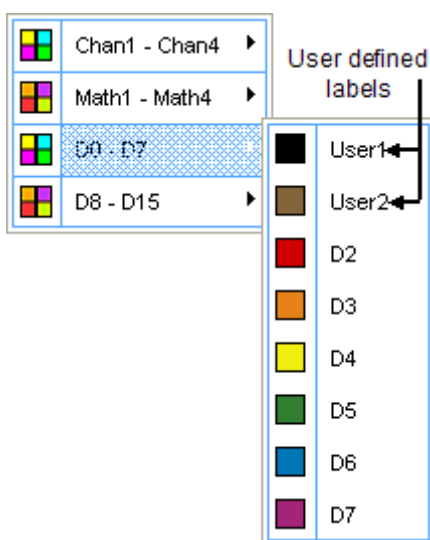 Chan1 - Chan4
Math1 - Math4
D0 - D7
D8 - D15
User defined
labels
User1
User2
D2
D3
D4
D5
D6
D7